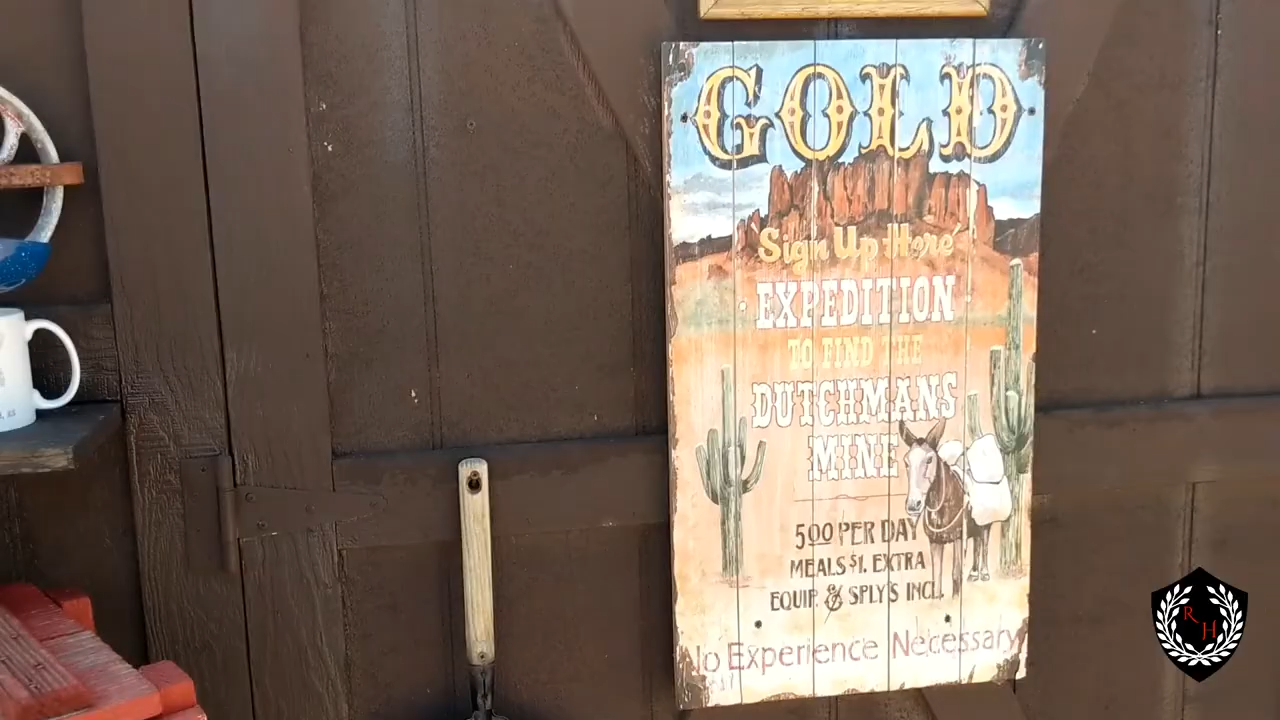 GOLD
Sign Up Here
EXPEDITION
TO FIND THE
DUTCHMANS
MINE
500 PER DAY
MEALS $1. EXTRA
EQUIP. & SPLY'S INCL.
No Experience Necessary
RH